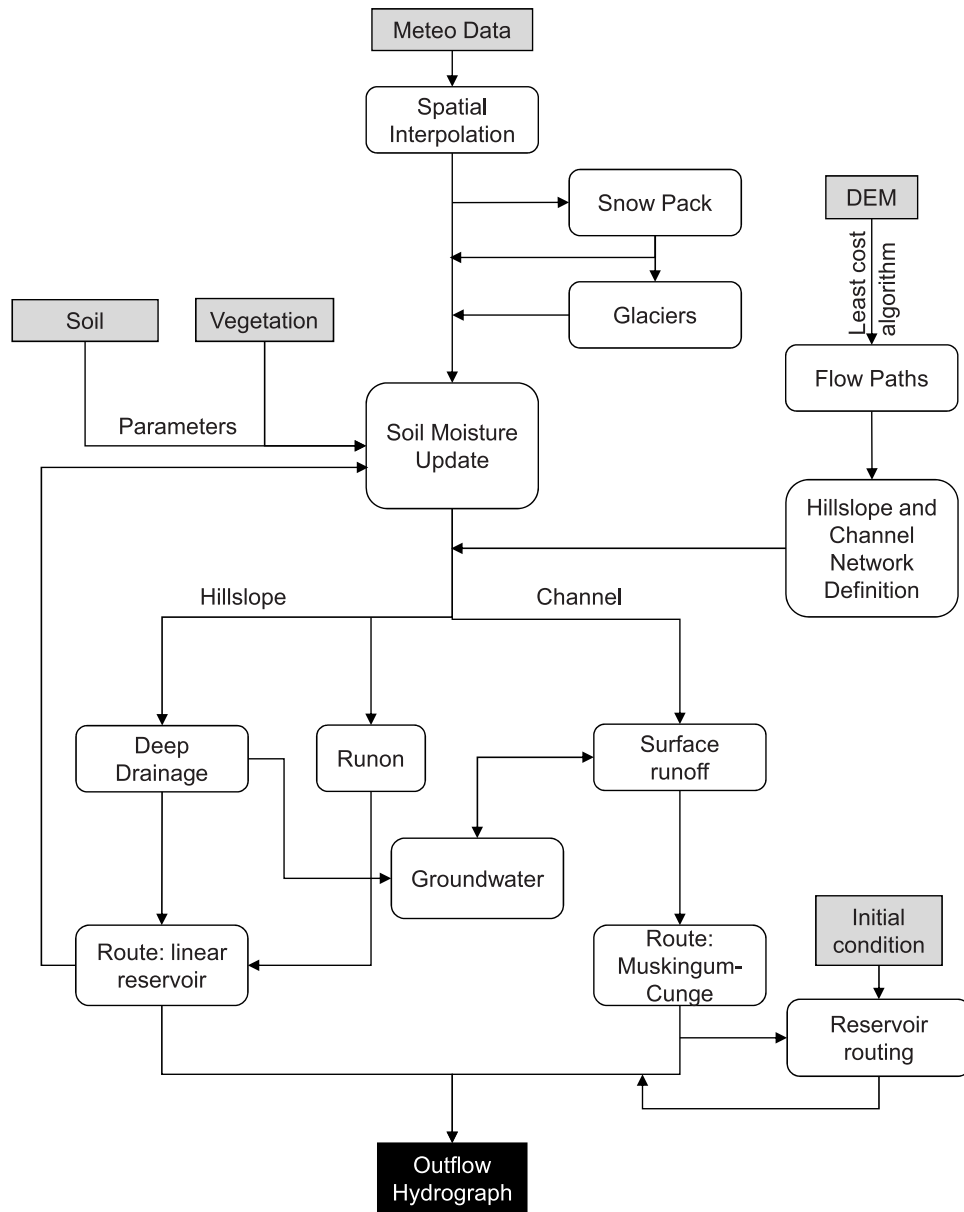 Meteo Data
Spatial
Interpolation
Snow Pack
DEM
Least cost
algorithm
Glaciers
Soil
Vegetation
Flow Paths
Parameters
Soil Moisture
Update
Hillslope and
Channel
Network
Definition
Hillslope
Channel
Deep
Drainage
Runon
Surface
runoff
Groundwater
Initial
condition
Route: linear
reservoir
Route:
Muskingum-
Cunge
Reservoir
routing
Outflow
Hydrograph